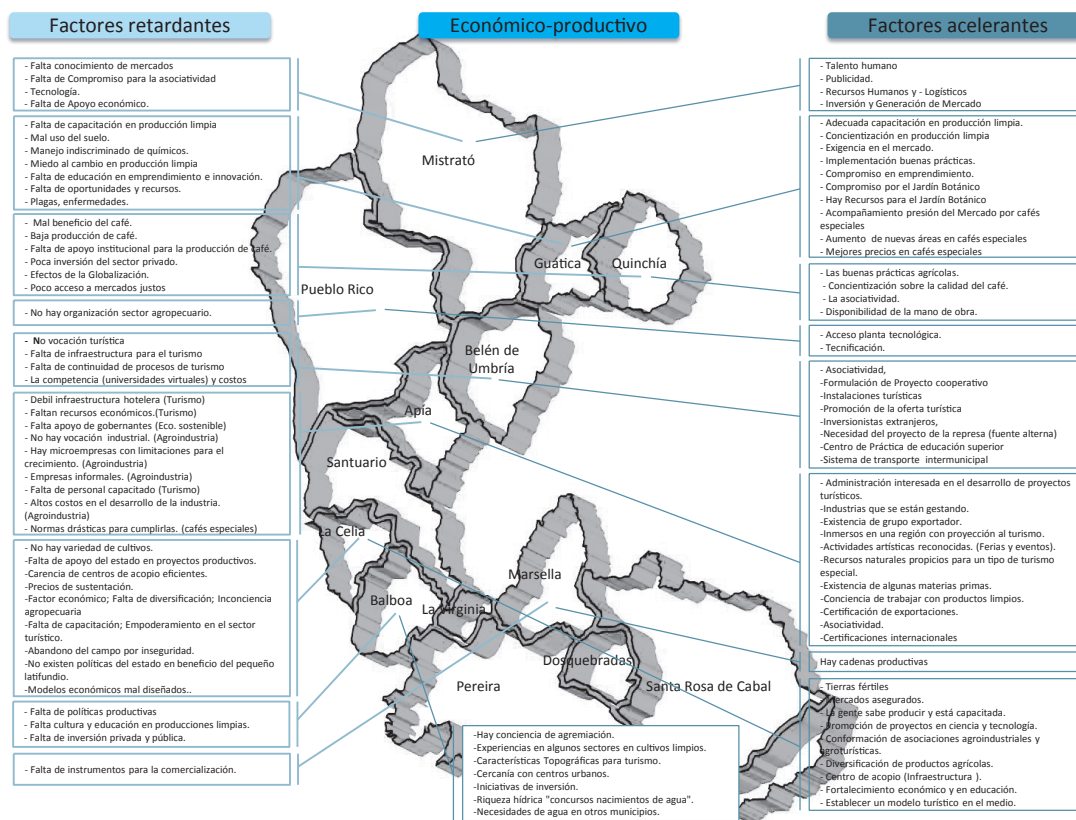 Factores retardantes
Económico-productivo
Factores acelerantes
- Falta conocimiento de mercados
- Falta de Compromiso para la asociatividad
- Tecnología.
- Falta de Apoyo económico.
- Falta de capacitación en producción limpia
- Mal uso del suelo.
- Manejo indiscriminado de químicos.
- Miedo al cambio en producción limpia
- Falta de educación en emprendimiento e innovación.
- Falta de oportunidades y recursos.
- Plagas, enfermedades.
- Mal beneficio del café.
- Baja producción de café.
- Falta de apoyo institucional para la producción de café.
- Poca inversión del sector privado.
- Efectos de la Globalización.
- Poco acceso a mercados justos
- No hay organización sector agropecuario.
- No vocación turística
- Falta de infraestructura para el turismo
- Falta de continuidad de procesos de turismo
- La competencia (universidades virtuales) y costos
- Debil infraestructura hotelera (Turismo)
- Faltan recursos económicos.(Turismo)
- Falta apoyo de gobernantes (Eco. sostenible)
- No hay vocación industrial. (Agroindustria)
- Hay microempresas con limitaciones para el
crecimiento. (Agroindustria)
- Empresas informales. (Agroindustria)
- Falta de personal capacitado (Turismo)
- Altos costos en el desarrollo de la industria.
(Agroindustria)
- Normas drásticas para cumplirlas. (cafés especiales)
- No hay variedad de cultivos.
-Falta de apoyo del estado en proyectos productivos.
-Carencia de centros de acopio eficientes.
-Precios de sustentación.
-Factor económico; Falta de diversificación; Inconciencia
agropecuaria
-Falta de capacitación; Empoderamiento en el sector
turístico.
-Abandono del campo por inseguridad.
-No existen políticas del estado en beneficio del pequeño
latifundio.
-Modelos económicos mal diseñados..
- Falta de políticas productivas
- Falta cultura y educación en producciones limpias.
- Falta de inversión privada y pública.
- Falta de instrumentos para la comercialización.
Mistrató
Guática
Quinchía
Pueblo Rico
Belén de
Umbría
Apía
Santuario
La Celia
Marsella
Balboa
La Virginia
Dosquebradas
Pereira
Santa Rosa de Cabal
-Hay conciencia de agremiación.
-Experiencias en algunos sectores en cultivos limpios.
-Características Topográficas para turismo.
-Cercanía con centros urbanos.
-Iniciativas de inversión.
-Riqueza hídrica "concursos nacimientos de agua".
-Necesidades de agua en otros municipios.
- Talento humano
- Publicidad.
- Recursos Humanos y - Logísticos
- Inversión y Generación de Mercado
- Adecuada capacitación en producción limpia.
- Concientización en producción limpia
- Exigencia en el mercado.
- Implementación buenas prácticas.
- Compromiso en emprendimiento.
- Compromiso por el Jardín Botánico
- Hay Recursos para el Jardín Botánico
- Acompañamiento presión del Mercado por cafés
especiales
- Aumento de nuevas áreas en cafés especiales
- Mejores precios en cafés especiales
- Las buenas prácticas agrícolas.
- Concientización sobre la calidad del café.
- La asociatividad.
- Disponibilidad de la mano de obra.
- Acceso planta tecnológica.
- Tecnificación.
- Asociatividad,
-Formulación de Proyecto cooperativo
-Instalaciones turísticas
-Promoción de la oferta turística
-Inversionistas extranjeros,
-Necesidad del proyecto de la represa (fuente alterna)
-Centro de Práctica de educación superior
-Sistema de transporte intermunicipal
- Administración interesada en el desarrollo de proyectos
turísticos.
-Industrias que se están gestando.
-Existencia de grupo exportador.
-Inmersos en una región con proyección al turismo.
-Actividades artísticas reconocidas. (Ferias y eventos).
-Recursos naturales propicios para un tipo de turismo
especial.
-Existencia de algunas materias primas.
-Conciencia de trabajar con productos limpios.
-Certificación de exportaciones.
-Asociatividad.
-Certificaciones internacionales
Hay cadenas productivas
- Tierras fértiles
- Mercados asegurados.
- La gente sabe producir y está capacitada.
- Promoción de proyectos en ciencia y tecnología.
- Conformación de asociaciones agroindustriales y
agroturísticas.
- Diversificación de productos agrícolas.
- Centro de acopio (Infraestructura ).
- Fortalecimiento económico y en educación.
- Establecer un modelo turístico en el medio.